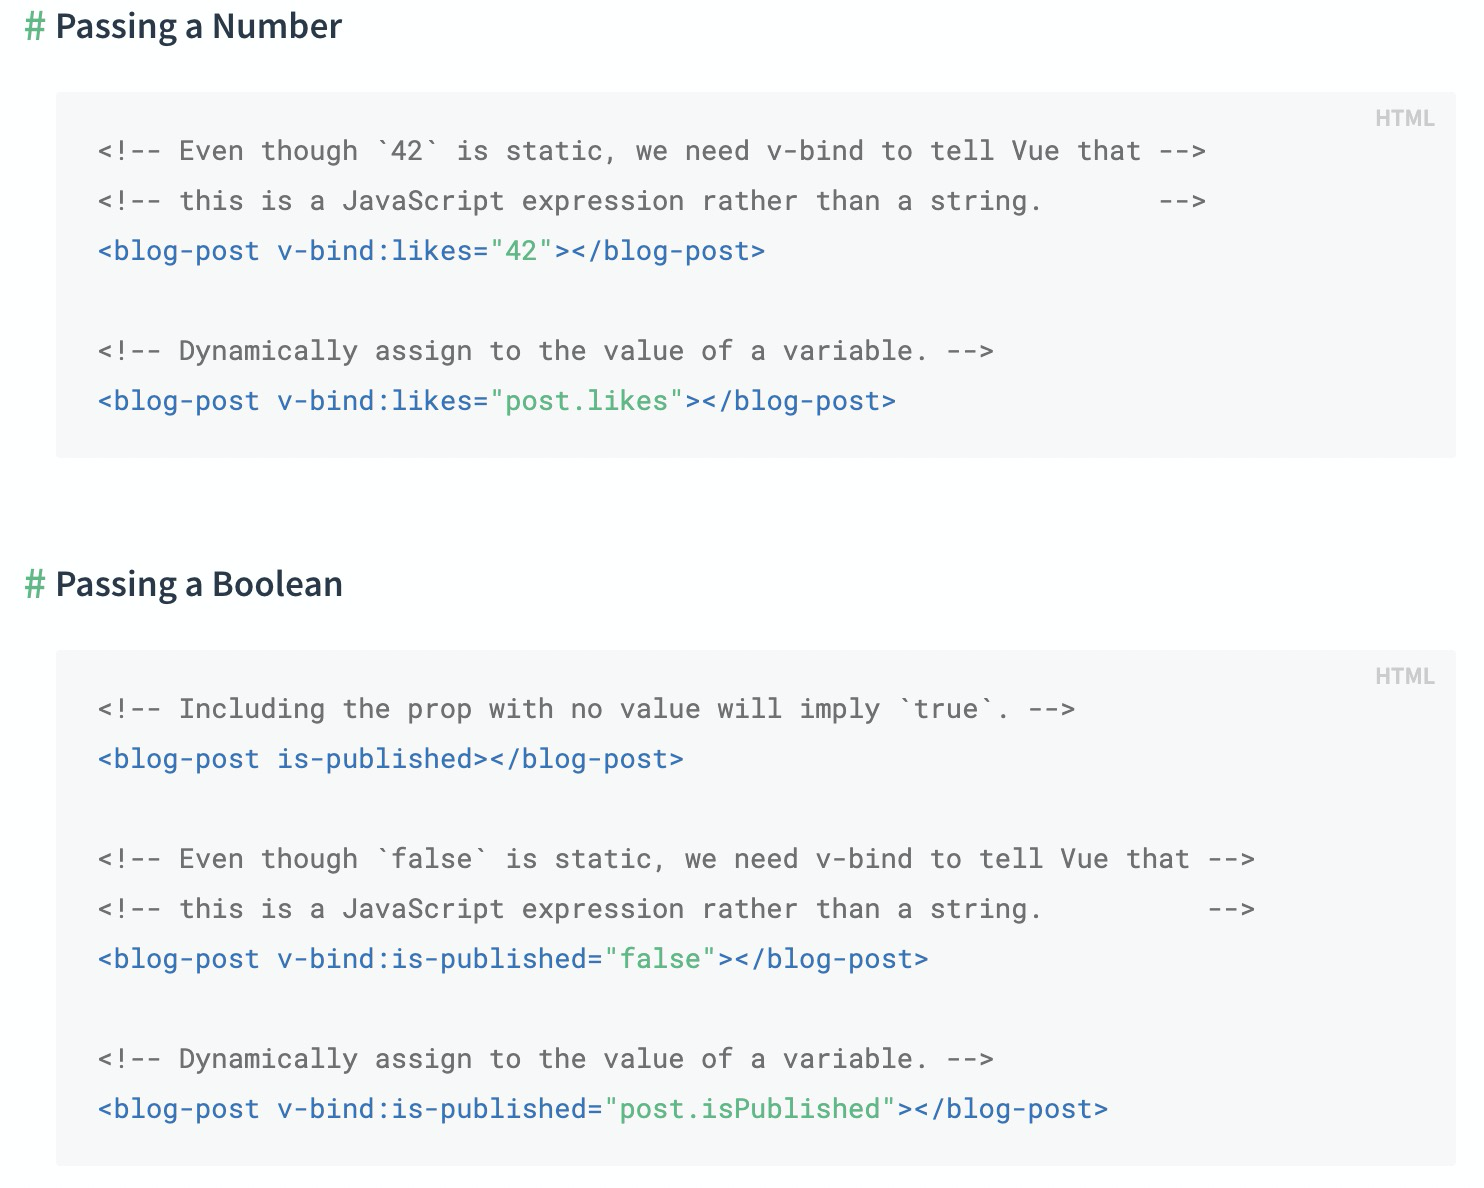 # Passing a Number
HTML
<!-- Even though `42` is static, we need v-bind to tell Vue that -->
<!-- this is a JavaScript expression rather than a string.       -->
<blog-post v-bind:likes="42"></blog-post>
<!-- Dynamically assign to the value of a variable. -->
<blog-post v-bind:likes="post.likes"></blog-post>
# Passing a Boolean
HTML
<!-- Including the prop with no value will imply `true`. -->
<blog-post is-published></blog-post>
<!-- Even though `false` is static, we need v-bind to tell Vue that -->
<!-- this is a JavaScript expression rather than a string.          -->
<blog-post v-bind:is-published="false"></blog-post>
<!-- Dynamically assign to the value of a variable. -->
<blog-post v-bind:is-published="post.isPublished"></blog-post>